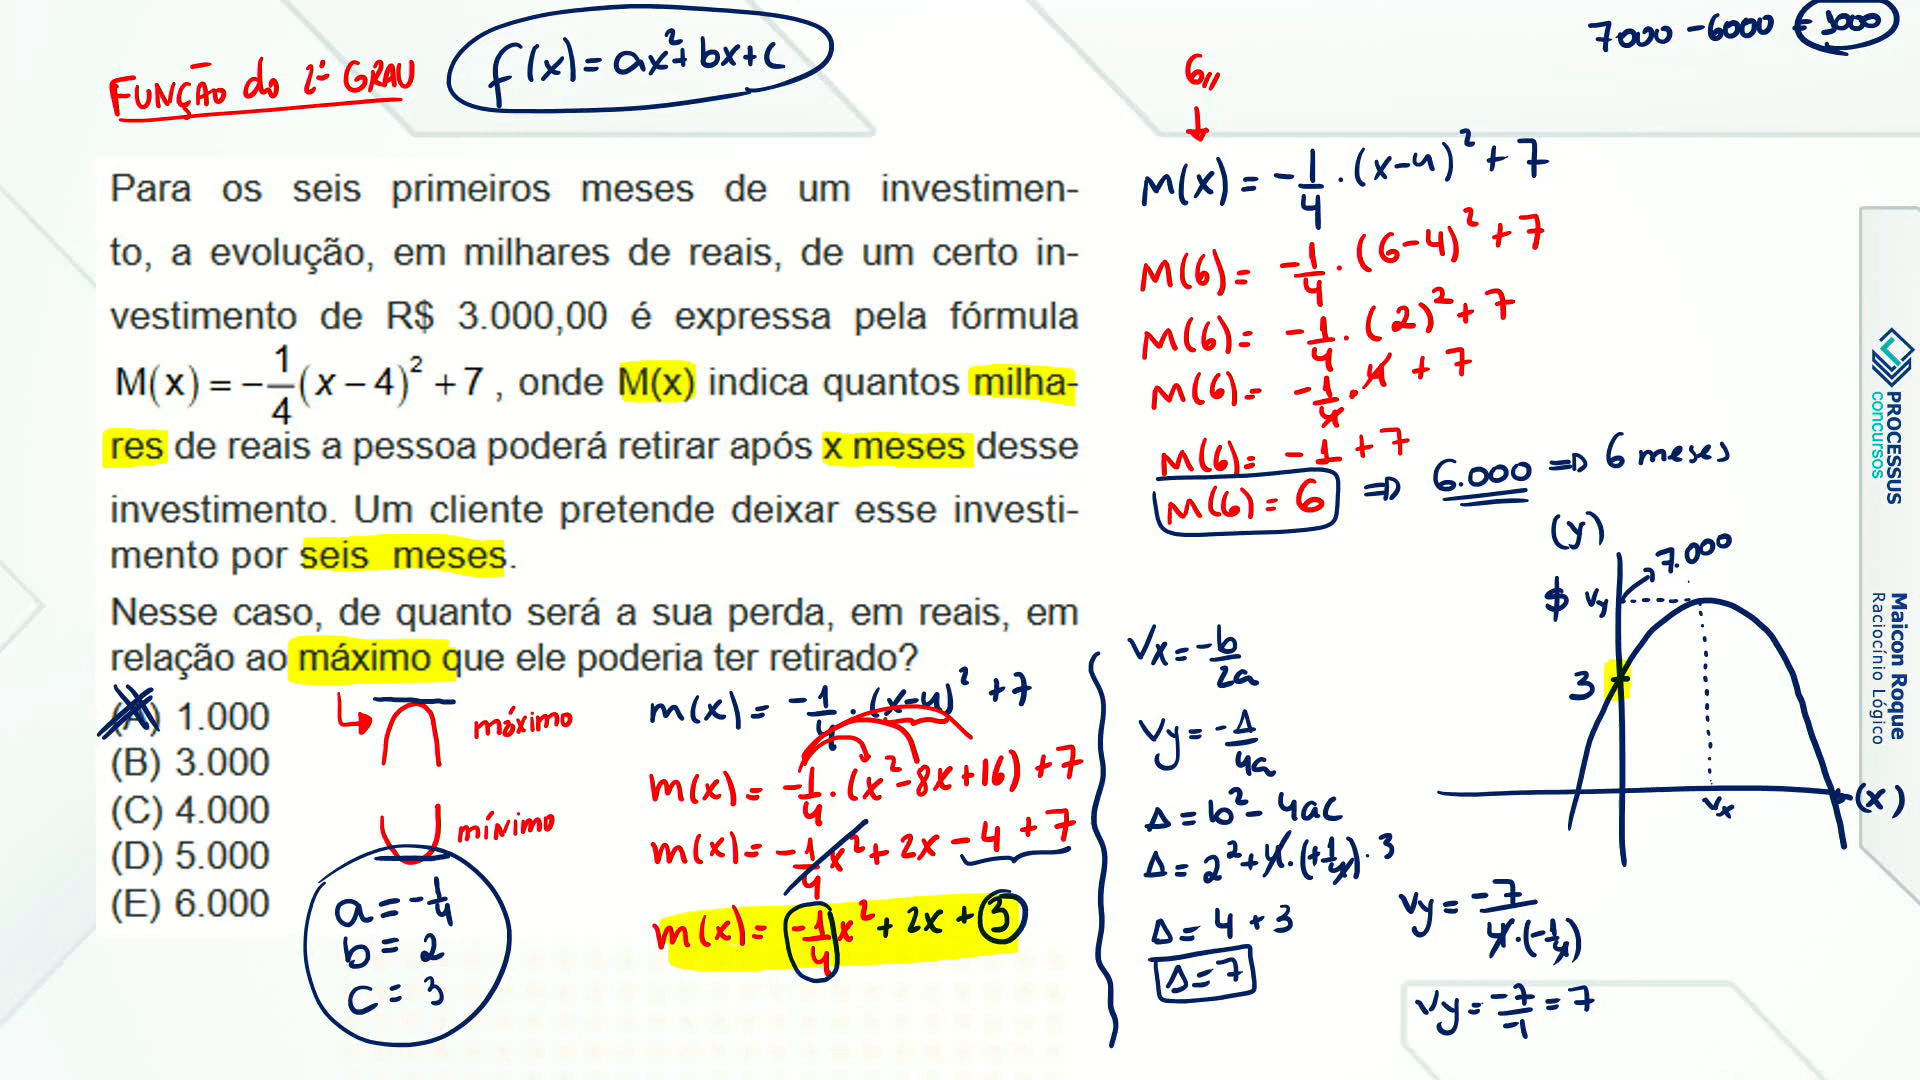 FUNÇÃO do 2º GRAU
f(x) = ax² + bx + c
7000 - 6000 = 1000
Para os seis primeiros meses de um investimen-
to, a evolução, em milhares de reais, de um certo in-
vestimento de R$ 3.000,00 é expressa pela fórmula
M(x) = -1/4 (x - 4)² + 7 , onde M(x) indica quantos milha-
res de reais a pessoa poderá retirar após x meses desse
investimento. Um cliente pretende deixar esse investi-
mento por seis meses.
Nesse caso, de quanto será a sua perda, em reais, em
relação ao máximo que ele poderia ter retirado?
(A) 1.000
(B) 3.000
(C) 4.000
(D) 5.000
(E) 6.000
máximo
mínimo
a = -1/4
b = 2
c = 3
m(x) = -1/4 . (x-4)² + 7
m(x) = -1/4 . (x² - 8x + 16) + 7
m(x) = -1/4 x² + 2x - 4 + 7
m(x) = -1/4 x² + 2x + 3
6//
M(x) = -1/4 . (x-4)² + 7
M(6) = -1/4 . (6-4)² + 7
M(6) = -1/4 . (2)² + 7
M(6) = -1/4 . 4 + 7
M(6) = -1 + 7
M(6) = 6 ⇒ 6.000 ⇒ 6 meses
Vx = -b/2a
Vy = -Δ/4a
Δ = b² - 4ac
Δ = 2² + 4 . (+1/4) . 3
Δ = 4 + 3
Δ = 7
(y)
7.000
$ Vy
3
Vx
(x)
Vy = -7/4.(-1/4)
Vy = -7/-1 = 7
PROCESSUS
concursos
Maicon Roque
Raciocínio Lógico